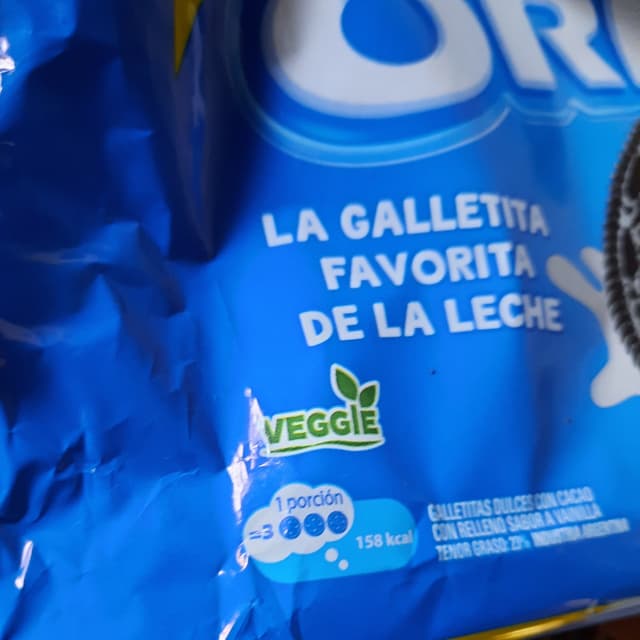 OR
LA GALLETITA
FAVORITA
DE LA LECHE
VEGGIE
1 porción
=3
158 kcal
GALLETITAS DULCES CON CACAO
CON RELLENO SABOR A VAINILLA
TENOR GRASO 23% INDUSTRIA ARGENTINA